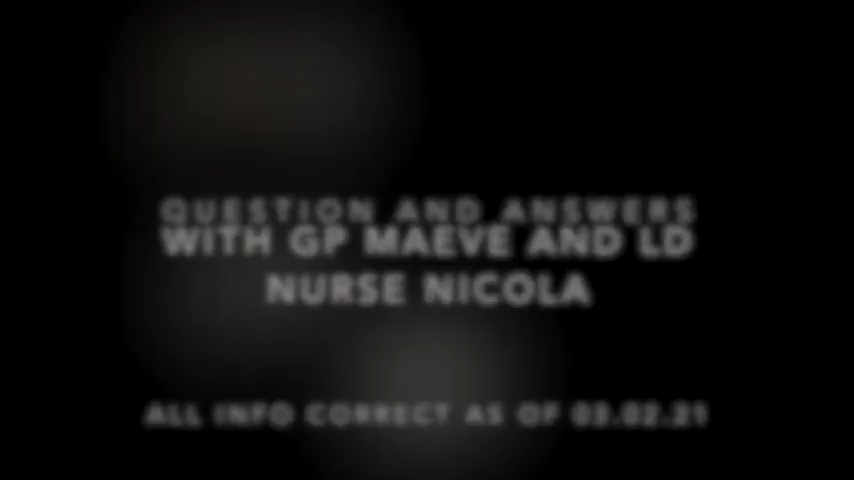 QUESTION AND ANSWERS
WITH GP MAEVE AND LD
NURSE NICOLA
ALL INFO CORRECT AS OF 03.02.21